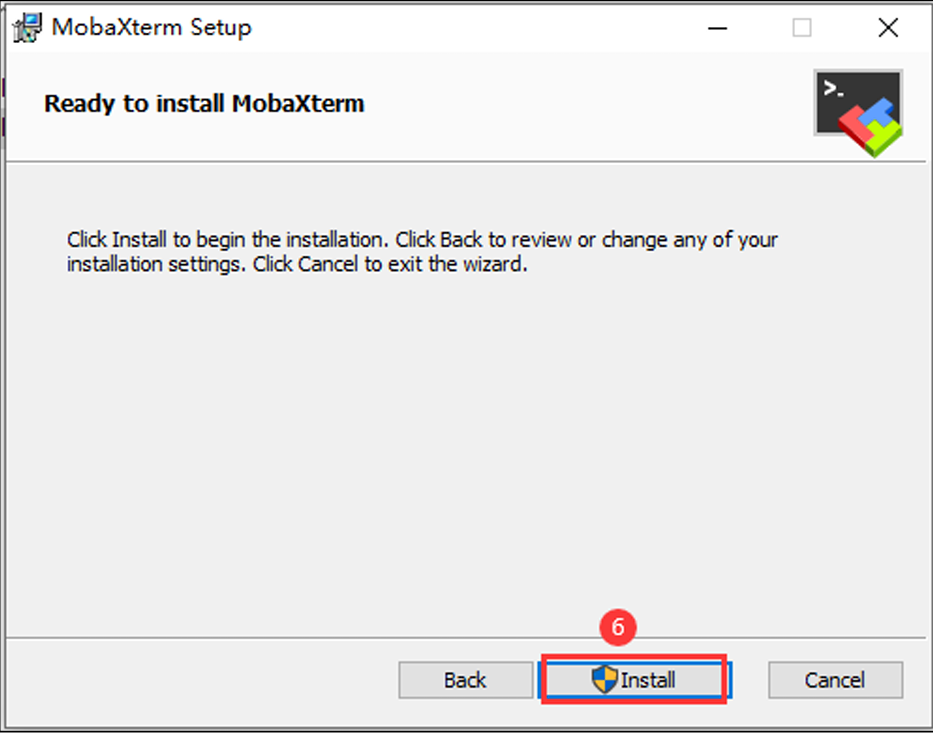 MobaXterm Setup
Ready to install MobaXterm
>_
Click Install to begin the installation. Click Back to review or change any of your
installation settings. Click Cancel to exit the wizard.
6
Back
Install
Cancel